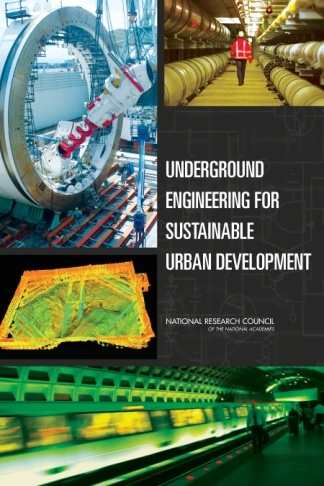 UNDERGROUND
ENGINEERING FOR
SUSTAINABLE
URBAN DEVELOPMENT
NATIONAL RESEARCH COUNCIL
OF THE NATIONAL ACADEMIES